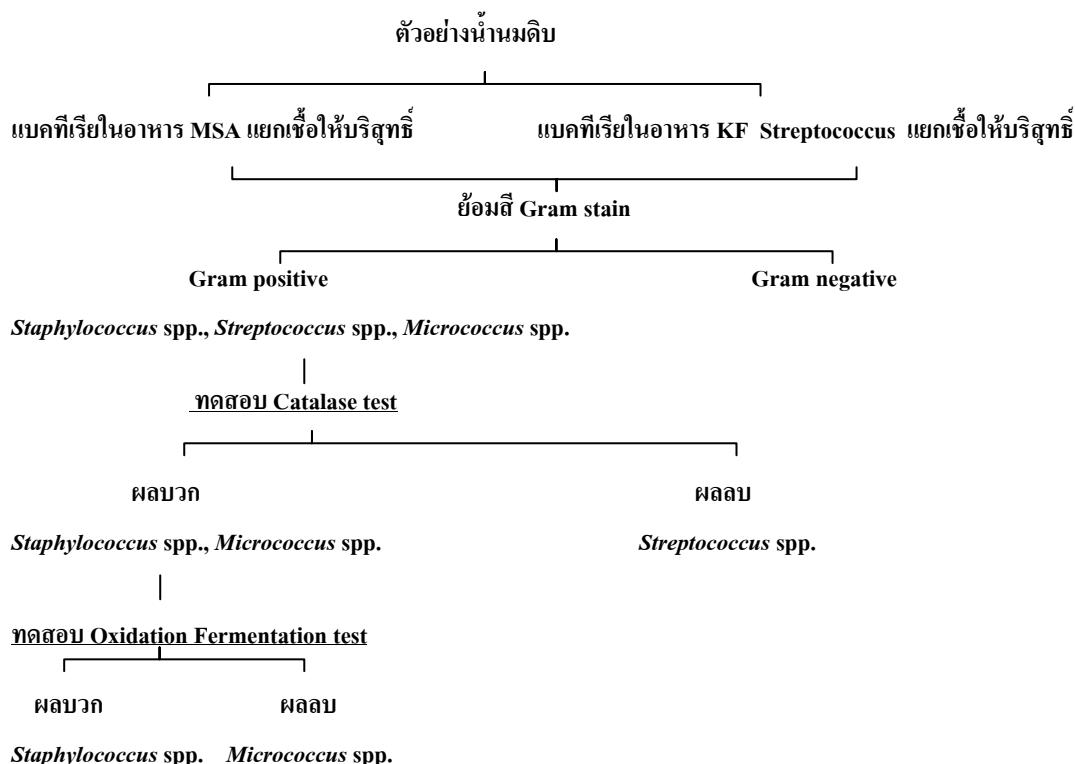 ตัวอย่างน้ำนมดิบ
แบคทีเรียในอาหาร MSA แยกเชื้อให้บริสุทธิ์ แบคทีเรียในอาหาร KF Streptococcus แยกเชื้อให้บริสุทธิ์
ย้อมสี Gram stain
Gram positive Gram negative
Staphylococcus spp., Streptococcus spp., Micrococcus spp.
ทดสอบ Catalase test
ผลบวก ผลลบ
Staphylococcus spp., Micrococcus spp. Streptococcus spp.
ทดสอบ Oxidation Fermentation test
ผลบวก ผลลบ
Staphylococcus spp. Micrococcus spp.